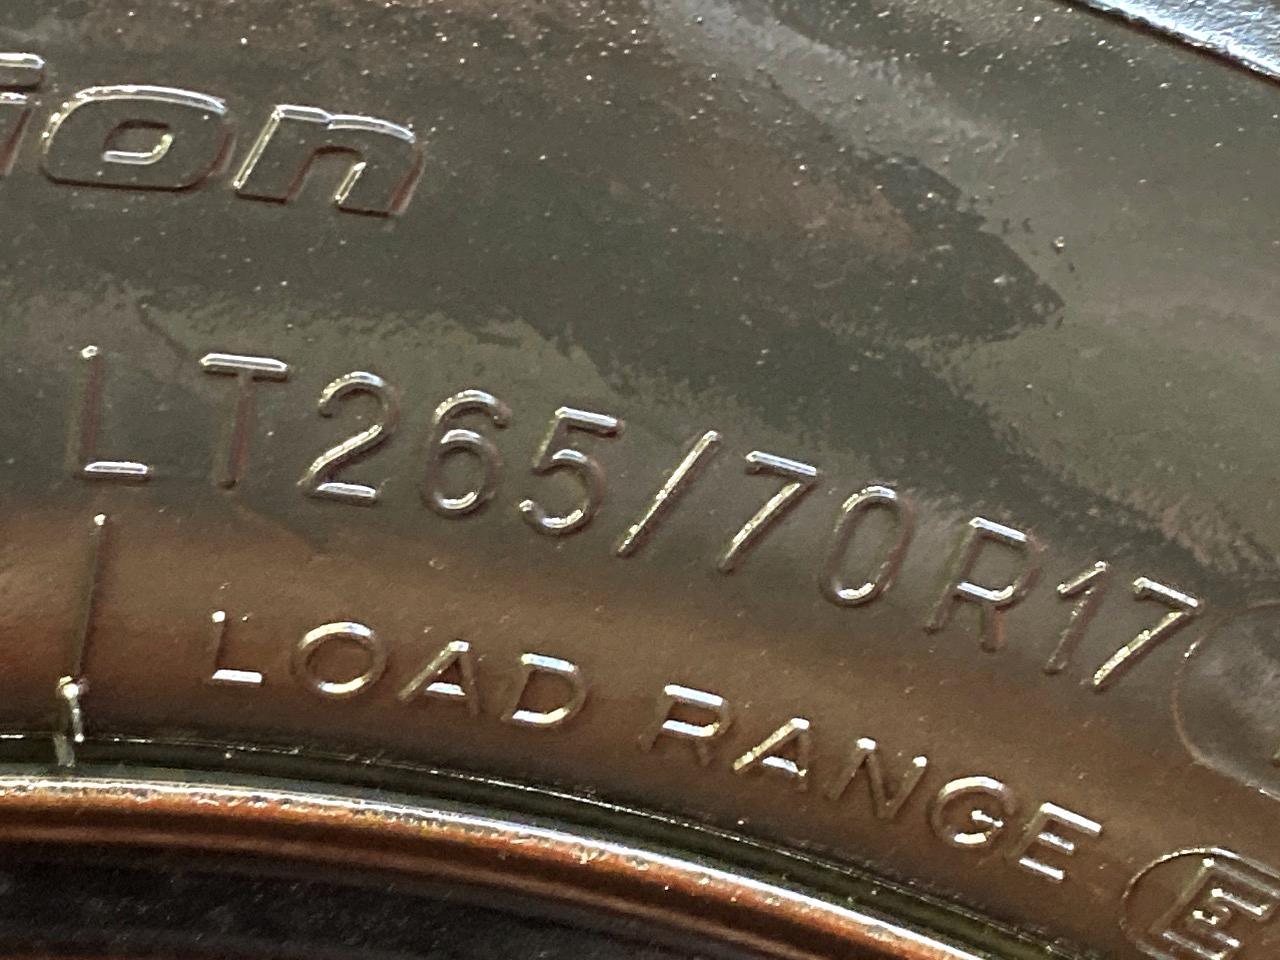 ion
LT265/70R17
LOAD RANGE E